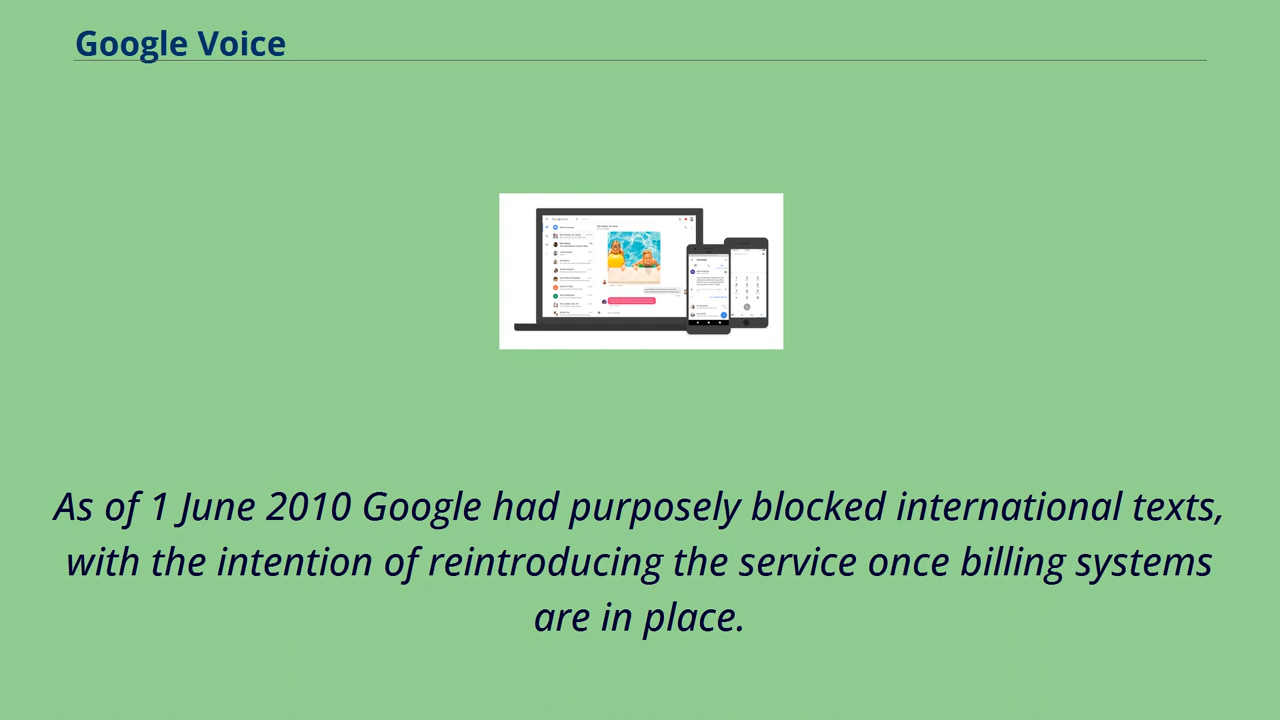 Google Voice
As of 1 June 2010 Google had purposely blocked international texts,
with the intention of reintroducing the service once billing systems
are in place.